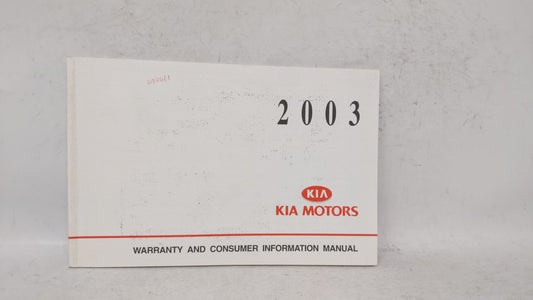 2003
KIA
KIA MOTORS
WARRANTY AND CONSUMER INFORMATION MANUAL